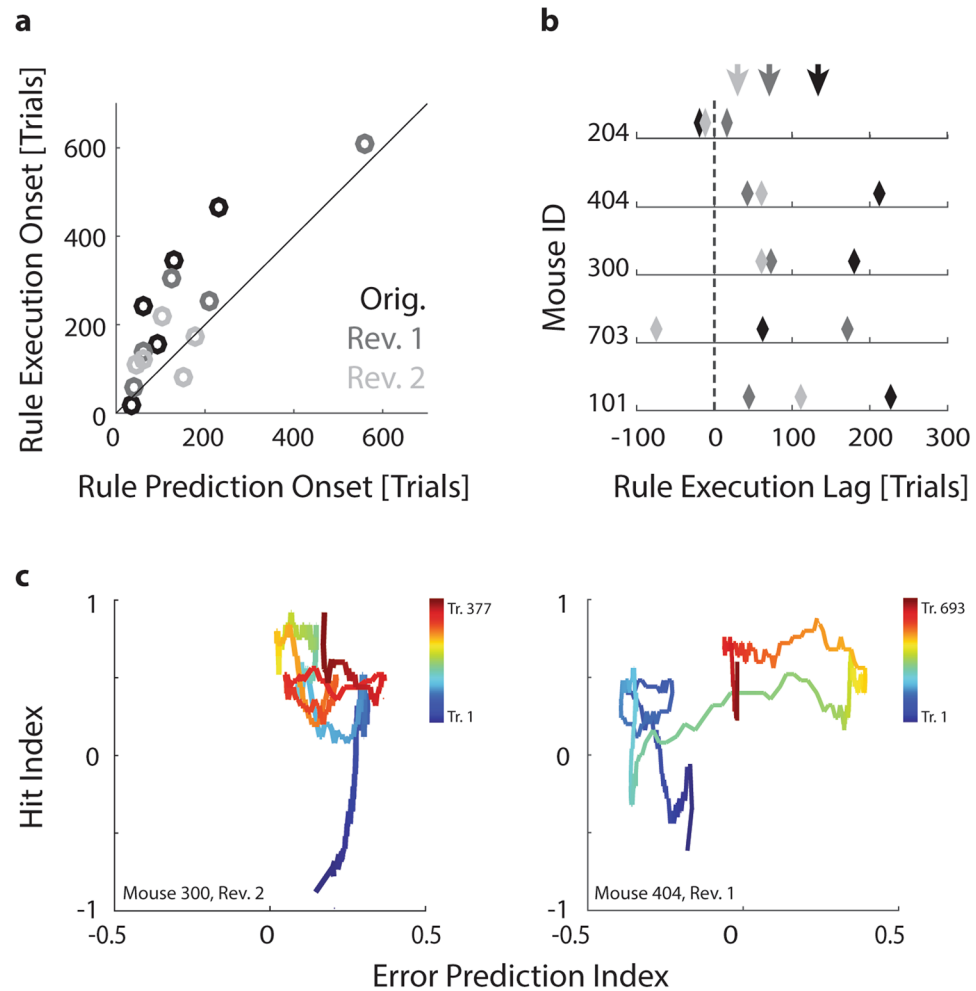 a
Rule Execution Onset [Trials]
600
400
200
0
Orig.
Rev. 1
Rev. 2
0 200 400 600
Rule Prediction Onset [Trials]
b
Mouse ID
204
404
300
703
101
-100 0 100 200 300
Rule Execution Lag [Trials]
c
Hit Index
1
0
-1
Tr. 377
Tr. 1
Mouse 300, Rev. 2
-0.5 0 0.5
1
0
-1
Tr. 693
Tr. 1
Mouse 404, Rev. 1
-0.5 0 0.5
Error Prediction Index